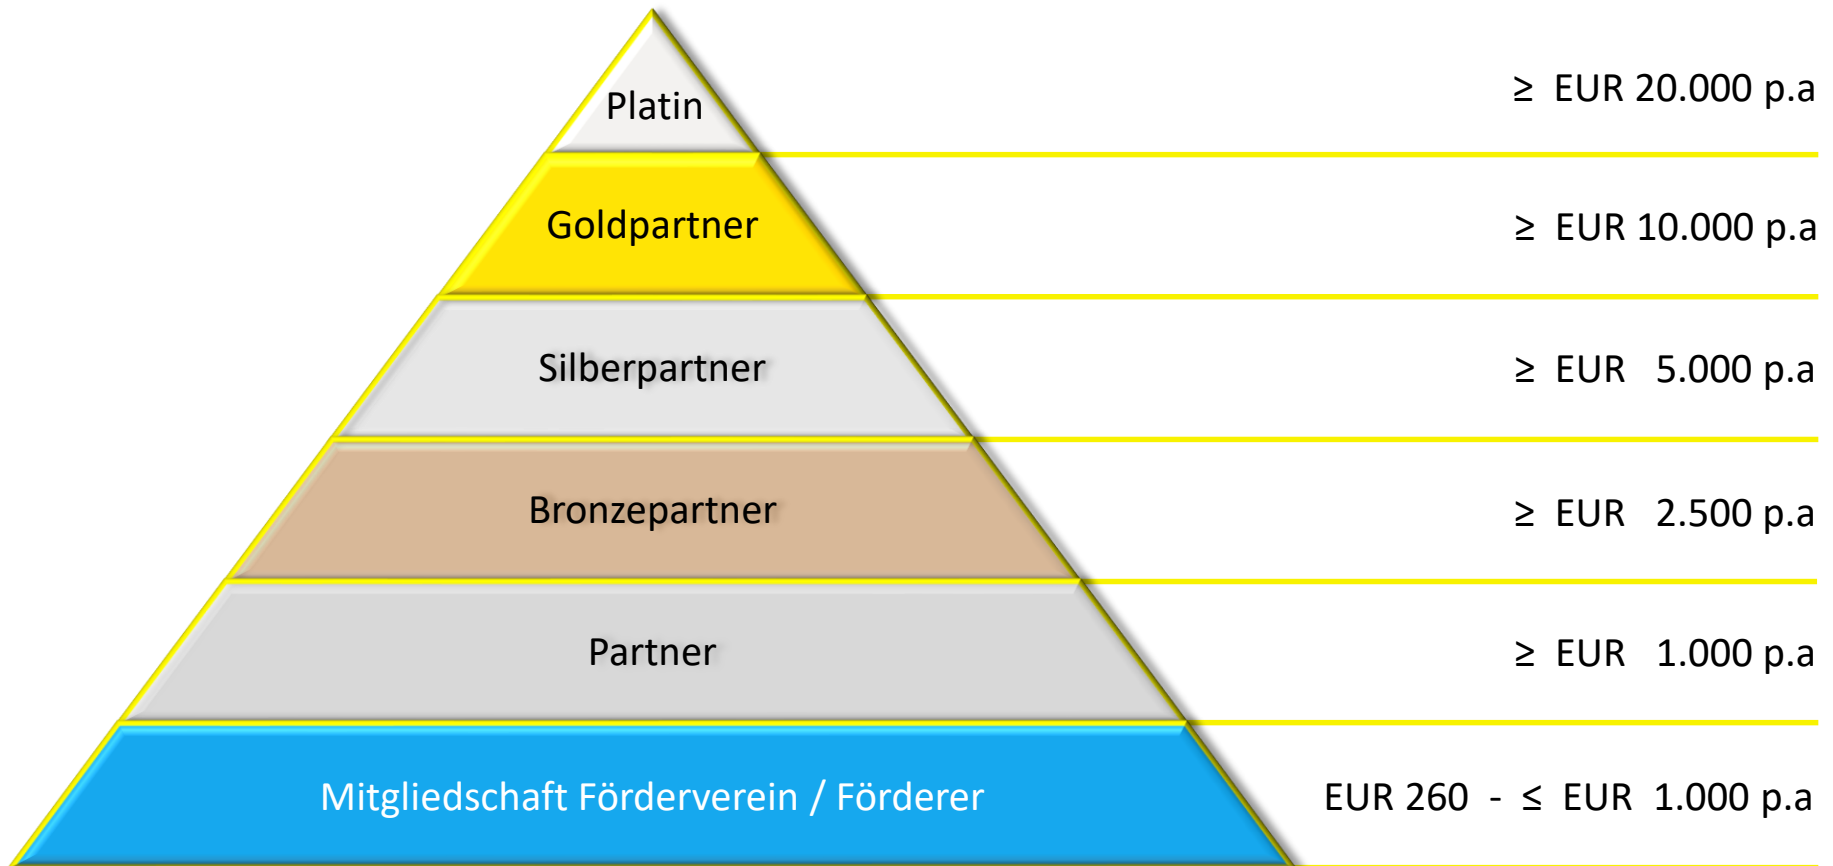 Platin ≥ EUR 20.000 p.a
Goldpartner ≥ EUR 10.000 p.a
Silberpartner ≥ EUR 5.000 p.a
Bronzepartner ≥ EUR 2.500 p.a
Partner ≥ EUR 1.000 p.a
Mitgliedschaft Förderverein / Förderer EUR 260 - ≤ EUR 1.000 p.a